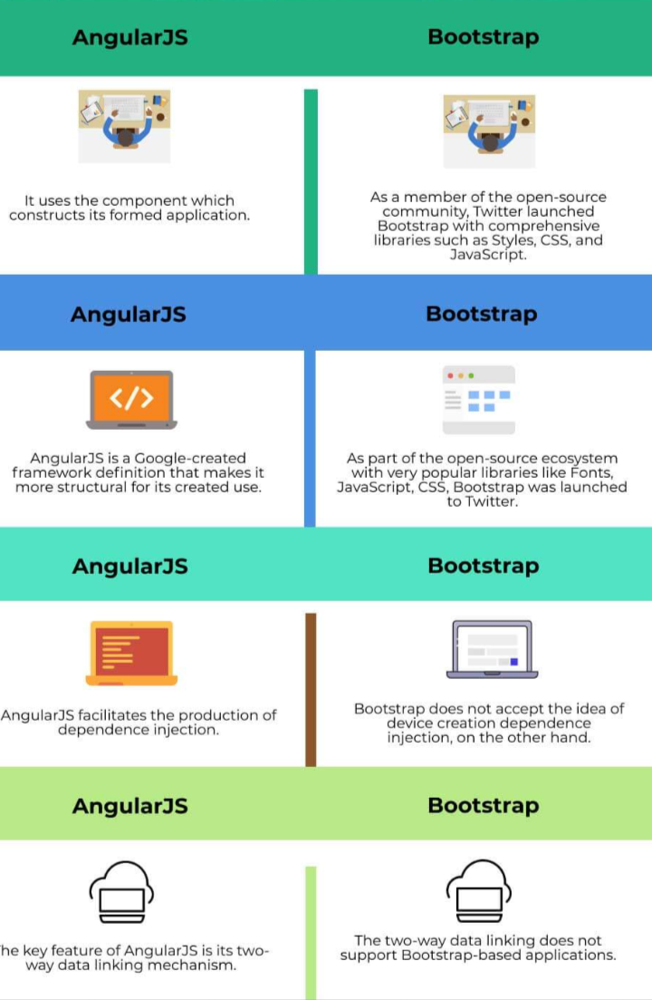 AngularJS
Bootstrap
It uses the component which
constructs its formed application.
As a member of the open-source
community, Twitter launched
Bootstrap with comprehensive
libraries such as Styles, CSS, and
JavaScript.
AngularJS
Bootstrap
</>
AngularJS is a Google-created
framework definition that makes it
more structural for its created use.
As part of the open-source ecosystem
with very popular libraries like Fonts,
JavaScript, CSS, Bootstrap was launched
to Twitter.
AngularJS
Bootstrap
AngularJS facilitates the production of
dependence injection.
Bootstrap does not accept the idea of
device creation dependence
injection, on the other hand.
AngularJS
Bootstrap
he key feature of AngularJS is its two-
way data linking mechanism.
The two-way data linking does not
support Bootstrap-based applications.